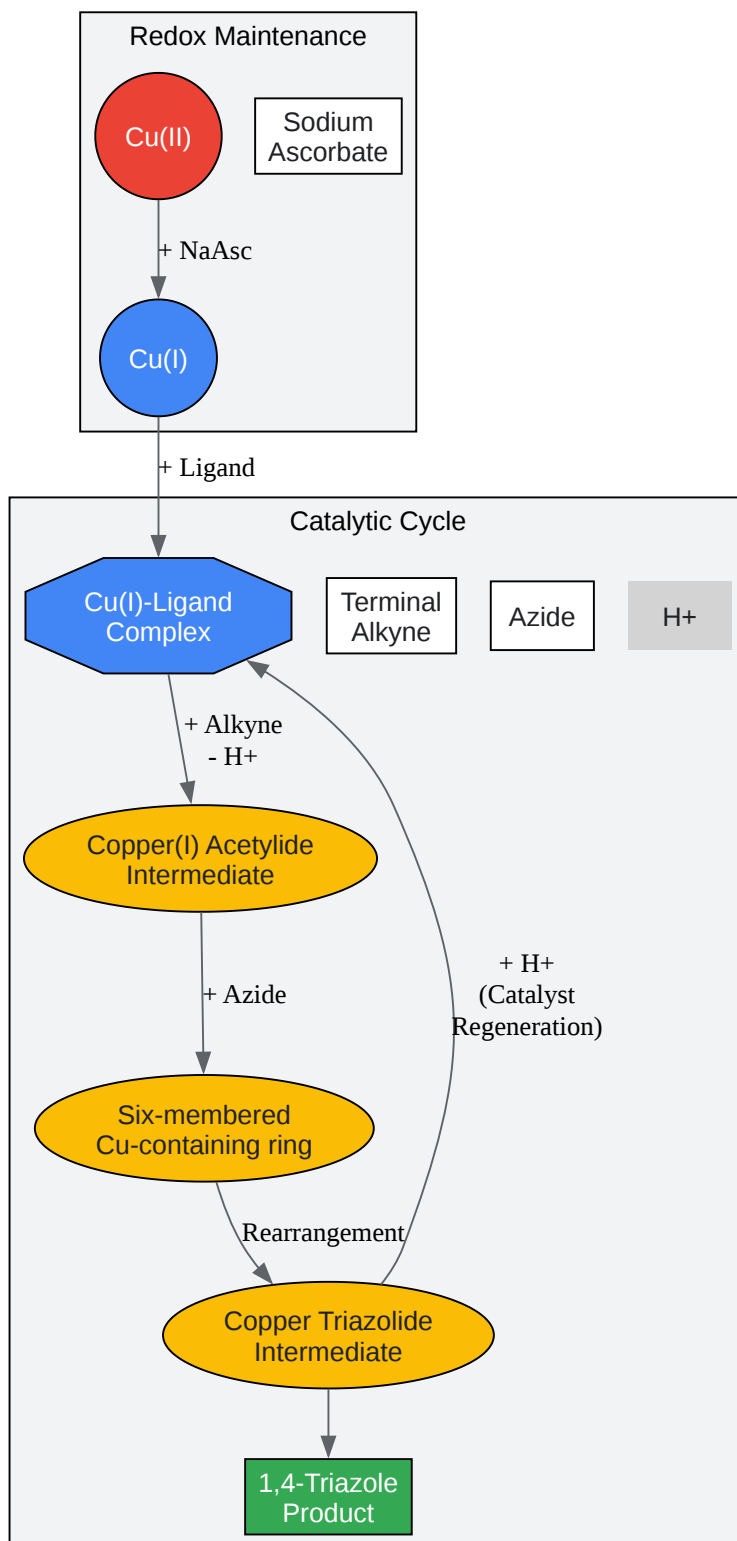 Redox Maintenance
Cu(II)
Sodium
Ascorbate
+ NaAsc
Cu(I)
+ Ligand
Catalytic Cycle
Cu(I)-Ligand
Complex
Terminal
Alkyne
Azide
H+
+ Alkyne
- H+
Copper(I) Acetylide
Intermediate
+ H+
(Catalyst
Regeneration)
+ Azide
Six-membered
Cu-containing ring
Rearrangement
Copper Triazolide
Intermediate
1,4-Triazole
Product